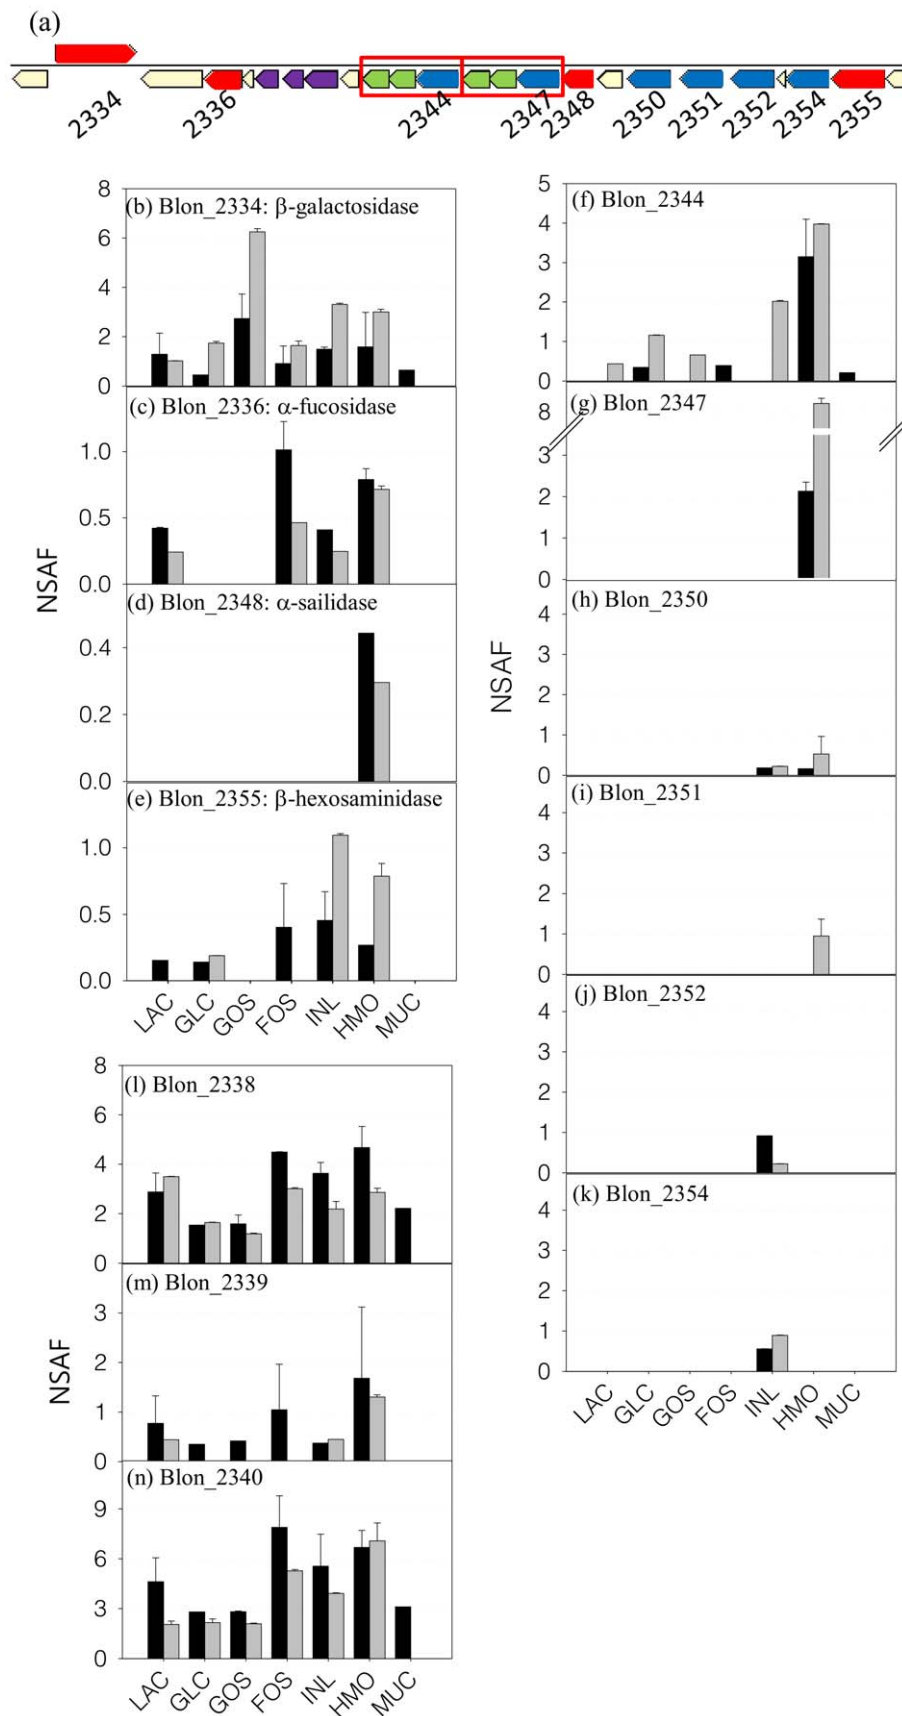 (a)
2334
2336
2344
2347
2348
2350
2351
2352
2354
2355
(b) Blon_2334: β-galactosidase
8
6
4
2
0
(c) Blon_2336: α-fucosidase
1.0
0.5
0.0
(d) Blon_2348: α-sailidase
0.4
0.2
0.0
(e) Blon_2355: β-hexosaminidase
1.0
0.5
0.0
NSAF
LAC
GLC
GOS
FOS
INL
HMO
MUC
(f) Blon_2344
5
4
3
2
1
0
(g) Blon_2347
8
3
2
1
0
(h) Blon_2350
4
3
2
1
0
(i) Blon_2351
4
3
2
1
0
(j) Blon_2352
4
3
2
1
0
(k) Blon_2354
4
3
2
1
0
NSAF
LAC
GLC
GOS
FOS
INL
HMO
MUC
(l) Blon_2338
8
6
4
2
0
(m) Blon_2339
3
2
1
0
(n) Blon_2340
9
6
3
0
NSAF
LAC
GLC
GOS
FOS
INL
HMO
MUC